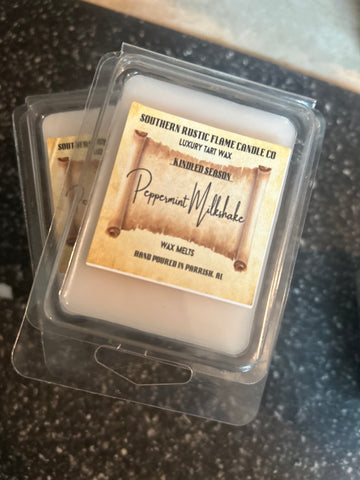 SOUTHERN RUSTIC FLAME CANDLE CO
LUXURY TART WAX
KINDLED SEASON
Peppermint Milkshake
WAX MELTS
HAND POURED IN PARRISH, AL
SOUTH
P